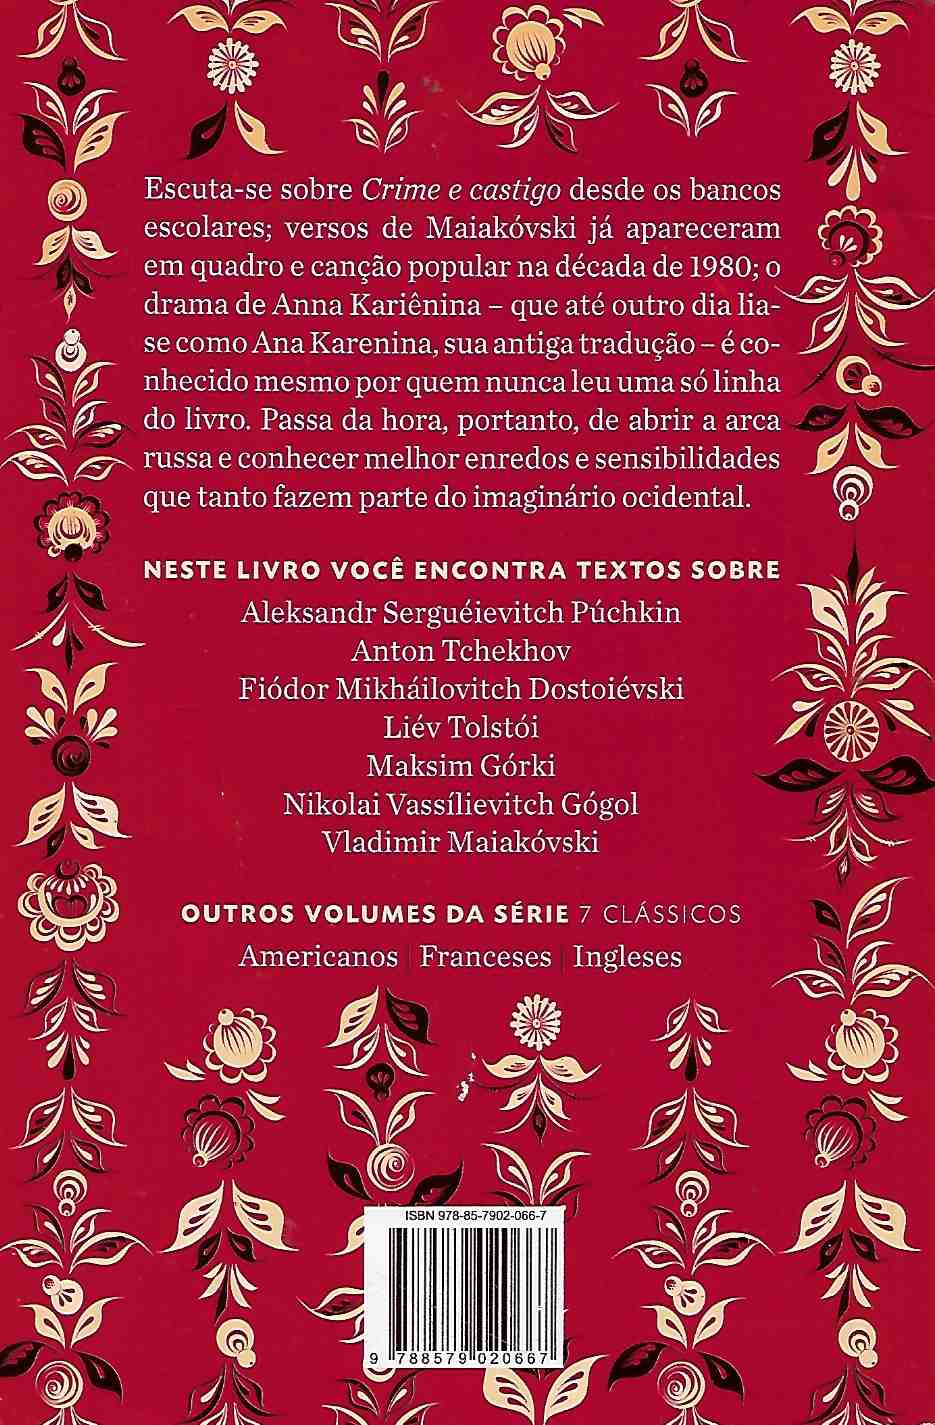 Escuta-se sobre Crime e castigo desde os bancos
escolares; versos de Maiakóvski já apareceram
em quadro e canção popular na década de 1980; o
drama de Anna Kariênina – que até outro dia lia-
se como Ana Karenina, sua antiga tradução – é co-
nhecido mesmo por quem nunca leu uma só linha
do livro. Passa da hora, portanto, de abrir a arca
russa e conhecer melhor enredos e sensibilidades
que tanto fazem parte do imaginário ocidental.
NESTE LIVRO VOCÊ ENCONTRA TEXTOS SOBRE
Aleksandr Serguéievitch Púchkin
Anton Tchekhov
Fiódor Mikháilovitch Dostoiévski
Liév Tolstói
Maksim Górki
Nikolai Vassílievitch Gógol
Vladimir Maiakóvski
OUTROS VOLUMES DA SÉRIE 7 CLÁSSICOS
Americanos | Franceses | Ingleses
ISBN 978-85-7902-066-7
9 788579 020667